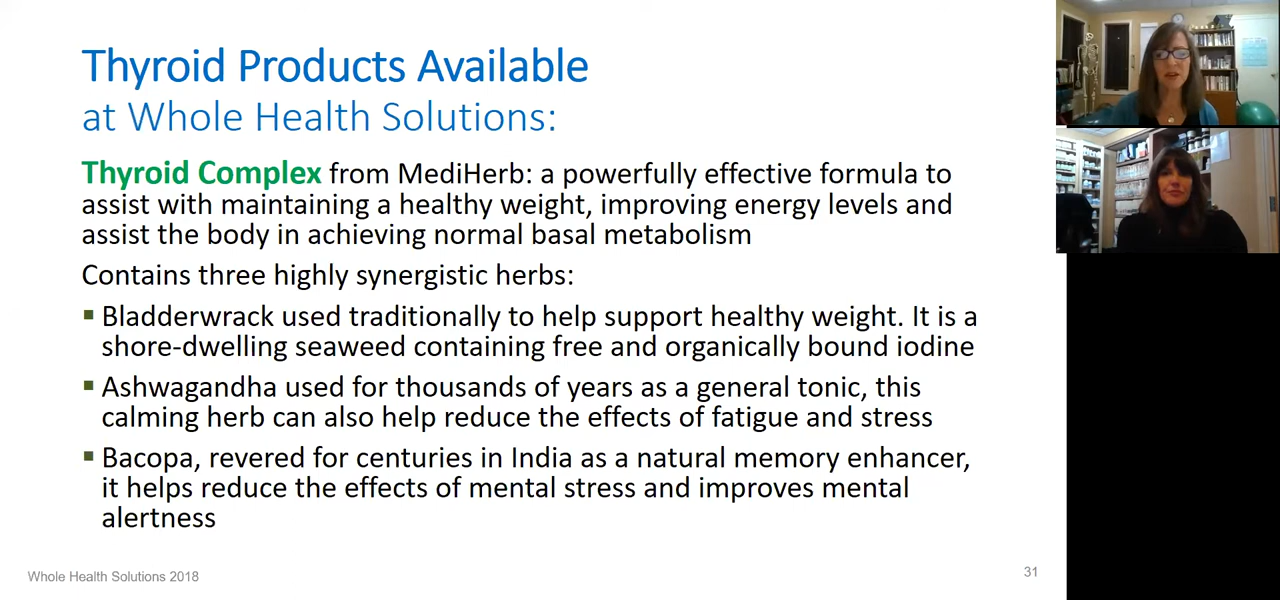 Thyroid Products Available
at Whole Health Solutions:
Thyroid Complex from MediHerb: a powerfully effective formula to
assist with maintaining a healthy weight, improving energy levels and
assist the body in achieving normal basal metabolism
Contains three highly synergistic herbs:
▪ Bladderwrack used traditionally to help support healthy weight. It is a
shore-dwelling seaweed containing free and organically bound iodine
▪ Ashwagandha used for thousands of years as a general tonic, this
calming herb can also help reduce the effects of fatigue and stress
▪ Bacopa, revered for centuries in India as a natural memory enhancer,
it helps reduce the effects of mental stress and improves mental
alertness
Whole Health Solutions 2018
31